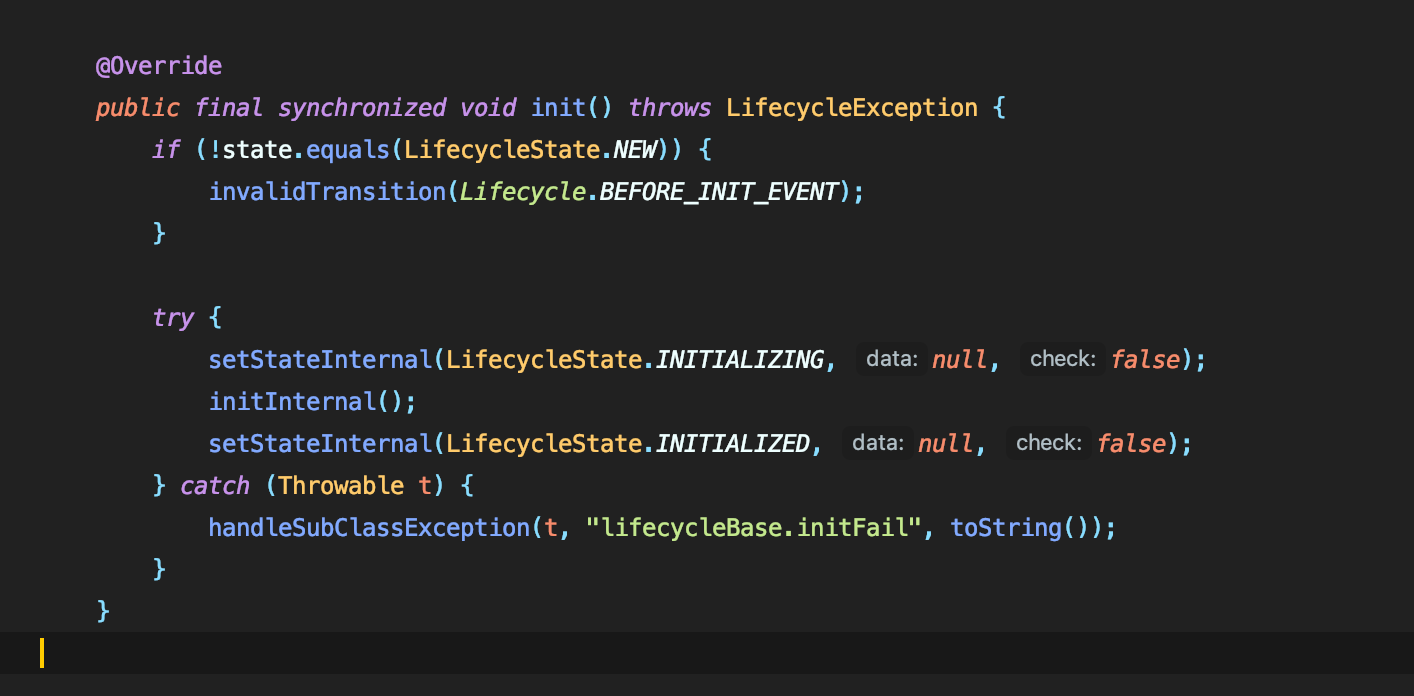 @Override
public final synchronized void init() throws LifecycleException {
if (!state.equals(LifecycleState.NEW)) {
invalidTransition(Lifecycle.BEFORE_INIT_EVENT);
}
try {
setStateInternal(LifecycleState.INITIALIZING, data: null, check: false);
initInternal();
setStateInternal(LifecycleState.INITIALIZED, data: null, check: false);
} catch (Throwable t) {
handleSubClassException(t, "lifecycleBase.initFail", toString());
}
}